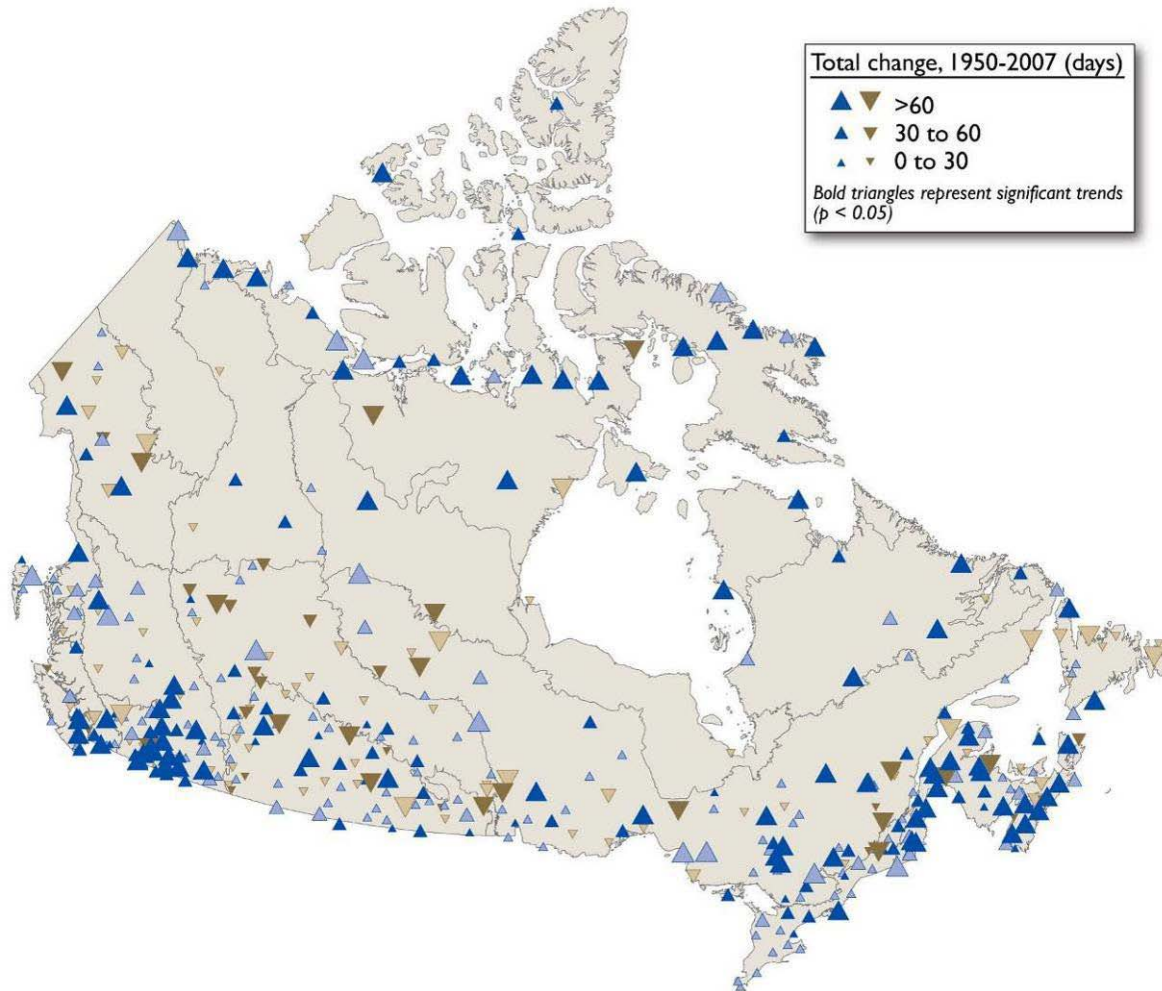 Total change, 1950-2007 (days)
>60
30 to 60
0 to 30
Bold triangles represent significant trends
(p < 0.05)